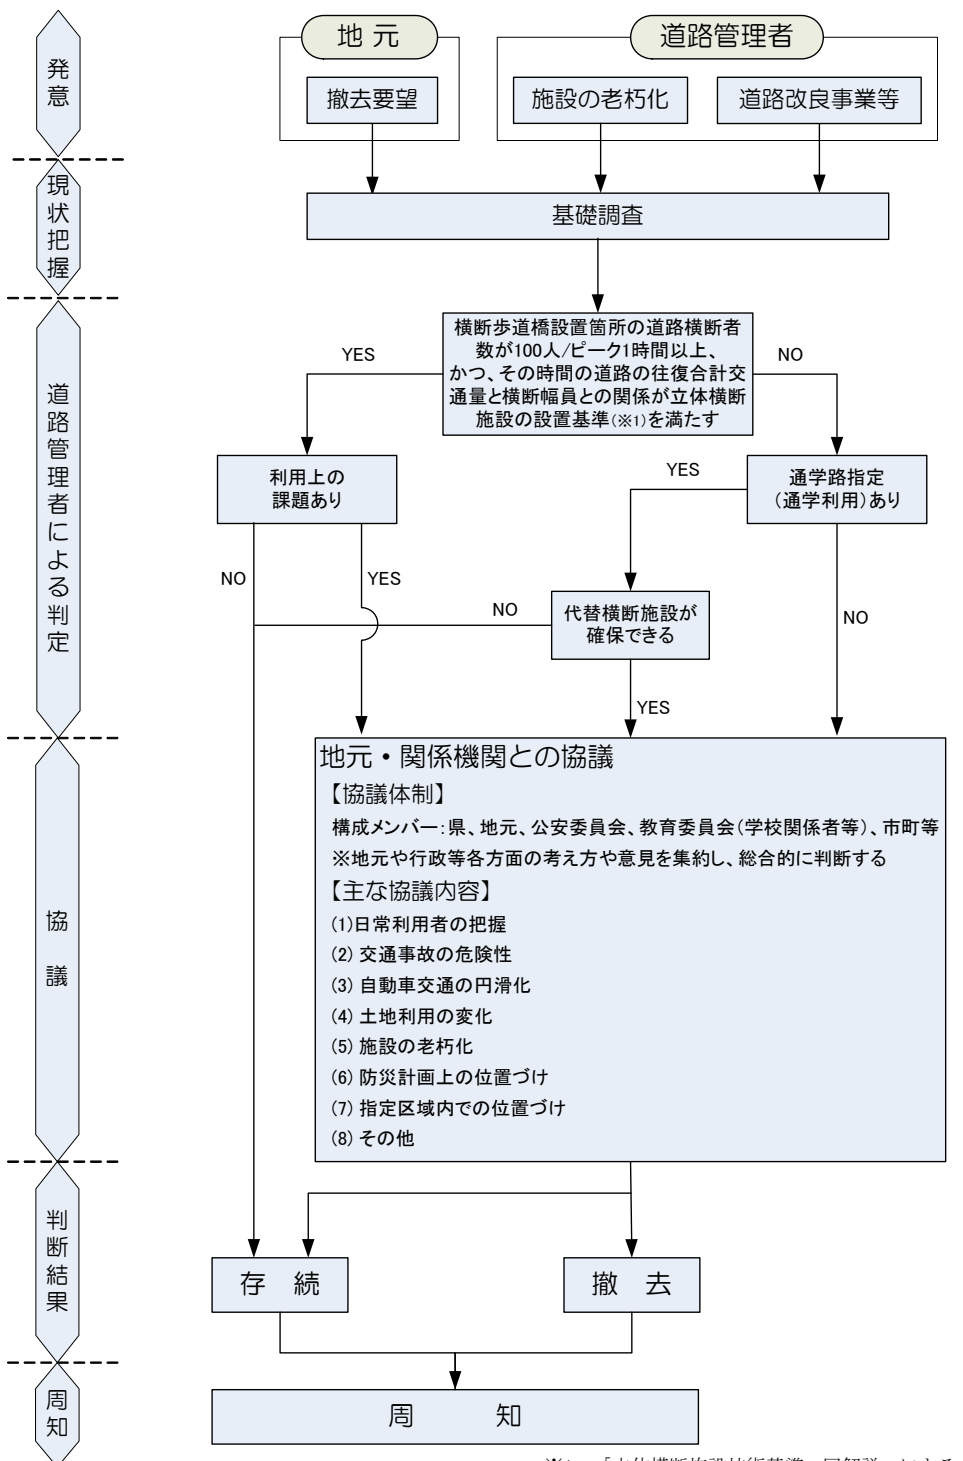 発意
地 元
道路管理者
撤去要望
施設の老朽化
道路改良事業等
現状把握
基礎調査
道路管理者による判定
横断歩道橋設置箇所の道路横断者
数が100人/ピーク1時間以上、
かつ、その時間の道路の往復合計交
通量と横断幅員との関係が立体横断
施設の設置基準(※1)を満たす
YES
NO
利用上の
課題あり
YES
通学路指定
(通学利用)あり
NO
YES
NO
代替横断施設が
確保できる
NO
YES
協 議
地元・関係機関との協議
【協議体制】
構成メンバー:県、地元、公安委員会、教育委員会(学校関係者等)、市町等
※地元や行政等各方面の考え方や意見を集約し、総合的に判断する
【主な協議内容】
(1)日常利用者の把握
(2) 交通事故の危険性
(3) 自動車交通の円滑化
(4) 土地利用の変化
(5) 施設の老朽化
(6) 防災計画上の位置づけ
(7) 指定区域内での位置づけ
(8) その他
判断結果
存 続
撤 去
周知
周 知